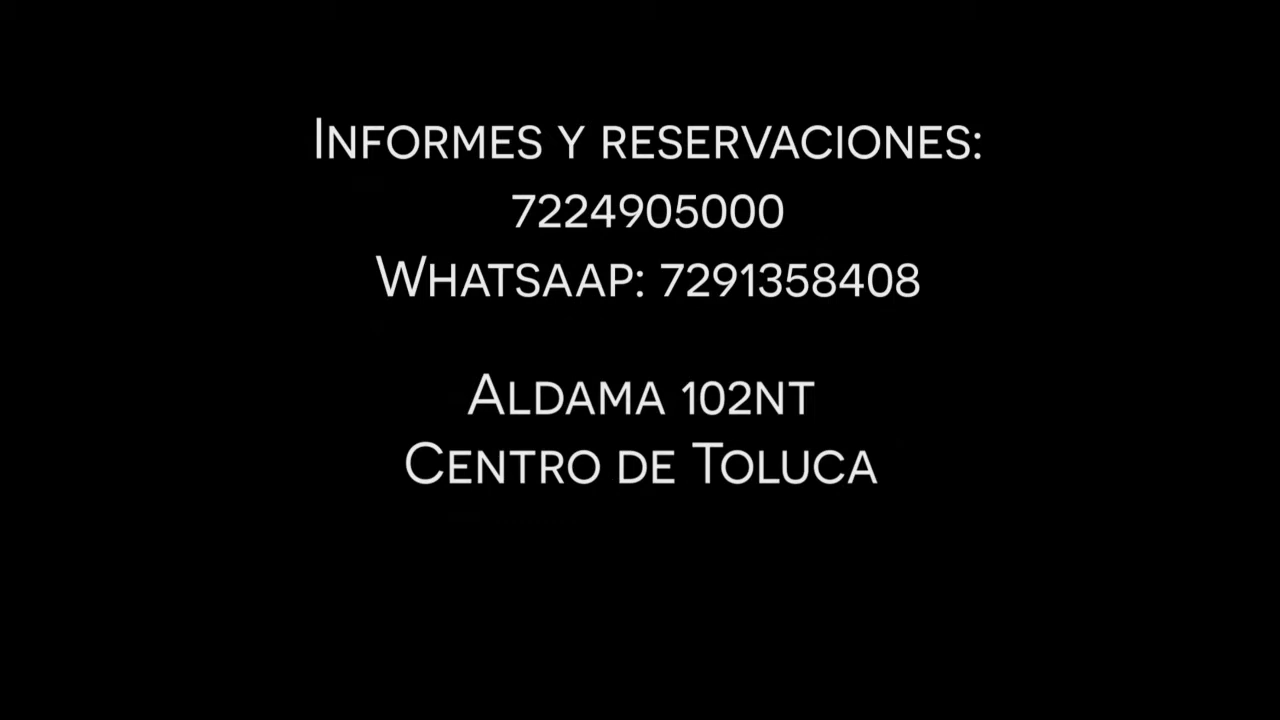 Informes y reservaciones:
7224905000
Whatsaap: 7291358408
Aldama 102nt
Centro de Toluca